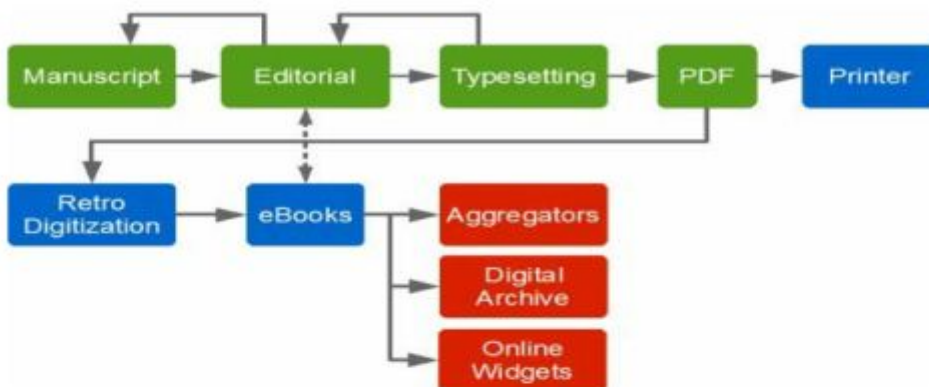 Manuscript
Editorial
Typesetting
PDF
Printer
Retro
Digitization
eBooks
Aggregators
Digital
Archive
Online
Widgets